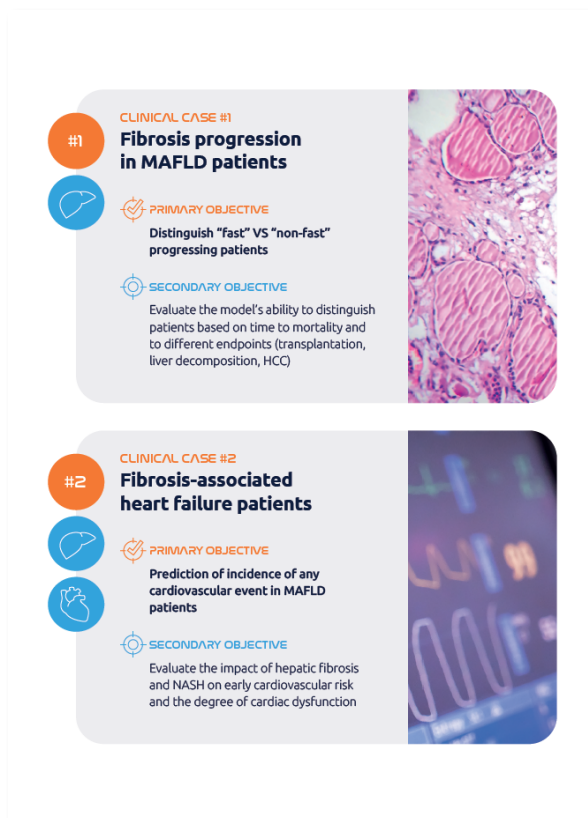 #1
CLINICAL CASE #1
Fibrosis progression
in MAFLD patients
PRIMARY OBJECTIVE
Distinguish “fast” VS “non-fast”
progressing patients
SECONDARY OBJECTIVE
Evaluate the model’s ability to distinguish
patients based on time to mortality and
to different endpoints (transplantation,
liver decomposition, HCC)
#2
CLINICAL CASE #2
Fibrosis-associated
heart failure patients
PRIMARY OBJECTIVE
Prediction of incidence of any
cardiovascular event in MAFLD
patients
SECONDARY OBJECTIVE
Evaluate the impact of hepatic fibrosis
and NASH on early cardiovascular risk
and the degree of cardiac dysfunction
99